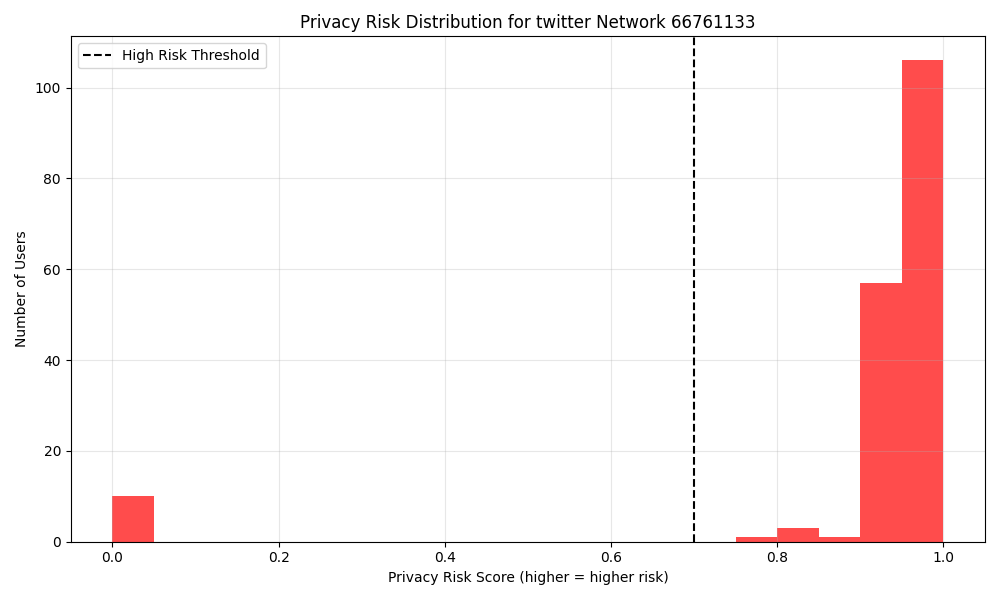 Privacy Risk Distribution for twitter Network 66761133
High Risk Threshold
Number of Users
100
80
60
40
20
0
0.0 0.2 0.4 0.6 0.8 1.0
Privacy Risk Score (higher = higher risk)